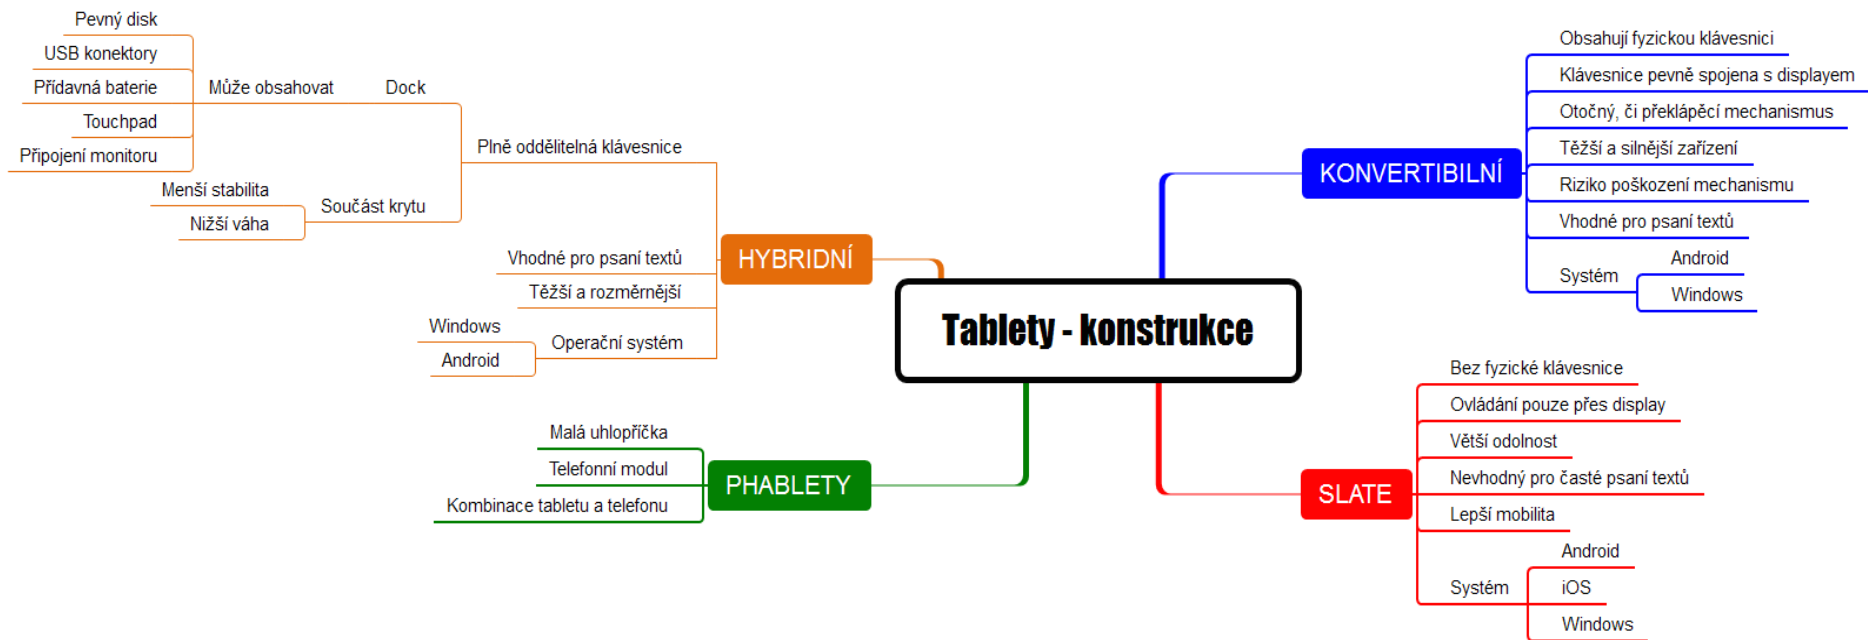 Tablety - konstrukce
KONVERTIBILNÍ
Obsahují fyzickou klávesnici
Klávesnice pevně spojena s displayem
Otočný, či překlápěcí mechanismus
Těžší a silnější zařízení
Riziko poškození mechanismu
Vhodné pro psaní textů
Systém
Android
Windows
SLATE
Bez fyzické klávesnice
Ovládání pouze přes display
Větší odolnost
Nevhodný pro časté psaní textů
Lepší mobilita
Systém
Android
iOS
Windows
HYBRIDNÍ
Plně oddělitelná klávesnice
Dock
Může obsahovat
Pevný disk
USB konektory
Přídavná baterie
Touchpad
Připojení monitoru
Součást krytu
Menší stabilita
Nižší váha
Vhodné pro psaní textů
Těžší a rozměrnější
Operační systém
Windows
Android
PHABLETY
Malá uhlopříčka
Telefonní modul
Kombinace tabletu a telefonu